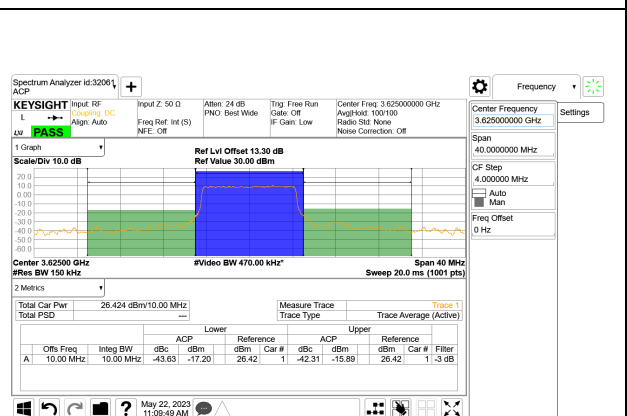 Spectrum Analyzer id:32061
ACP
Frequency
KEYSIGHT Input: RF Input Z: 50 Ω Atten: 24 dB Trig: Free Run Center Freq: 3.625000000 GHz
L Coupling: DC PNO: Best Wide Gate: Off Avg|Hold: 100/100
Align: Auto Freq Ref: Int (S) IF Gain: Low Radio Std: None
PASS NFE: Off Noise Correction: Off
Center Frequency
3.625000000 GHz
Settings
Span
40.0000000 MHz
CF Step
4.000000 MHz
Auto
Man
Freq Offset
0 Hz
1 Graph
Ref Lvl Offset 13.30 dB
Scale/Div 10.0 dB Ref Value 30.00 dBm
20.0
10.0
0.00
-10.0
-20.0
-30.0
-40.0
-50.0
-60.0
Center 3.62500 GHz #Video BW 470.00 kHz* Span 40 MHz
#Res BW 150 kHz Sweep 20.0 ms (1001 pts)
2 Metrics
Total Car Pwr 26.424 dBm/10.00 MHz Measure Trace Trace 1
Total PSD --- Trace Type Trace Average (Active)
Lower Upper
ACP Reference ACP Reference
Offs Freq Integ BW dBc dBm dBm Car # dBc dBm dBm Car # Filter
A 10.00 MHz 10.00 MHz -43.63 -17.20 26.42 1 -42.31 -15.89 26.42 1 -3 dB
May 22, 2023
11:09:49 AM